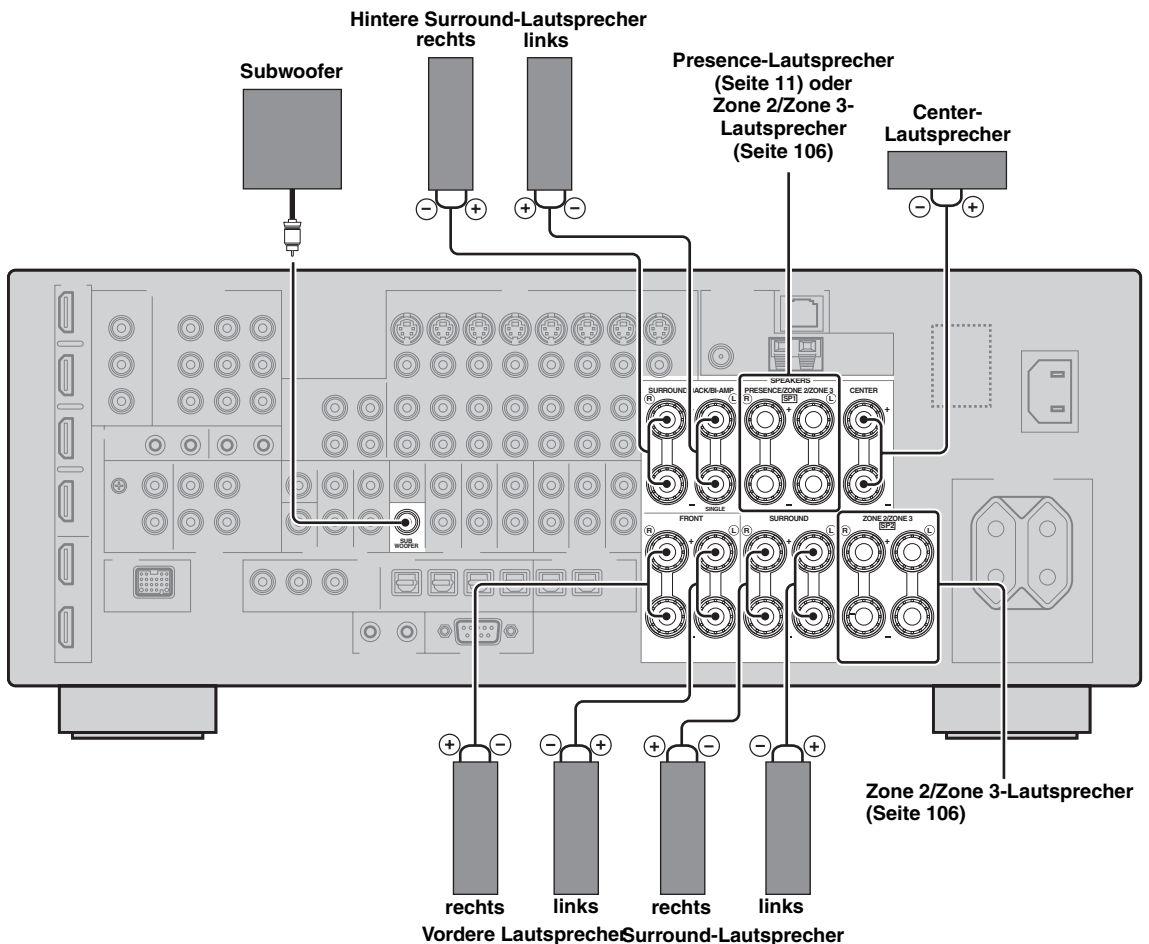 Hintere Surround-Lautsprecher
rechts links
Subwoofer
Presence-Lautsprecher
(Seite 11) oder
Zone 2/Zone 3-
Lautsprecher
(Seite 106)
Center-
Lautsprecher
− + + −
− +
SPEAKERS
SURROUND BACK/BI-AMP PRESENCE/ZONE 2/ZONE 3 CENTER
R L R SP1 L
+ +
- - -
SINGLE
SUB
WOOFER
FRONT SURROUND ZONE 2/ZONE 3
R L R L R SP2 L
+ + +
- - -
+ − − + + − − +
Zone 2/Zone 3-Lautsprecher
(Seite 106)
rechts links rechts links
Vordere Lautsprecher Surround-Lautsprecher